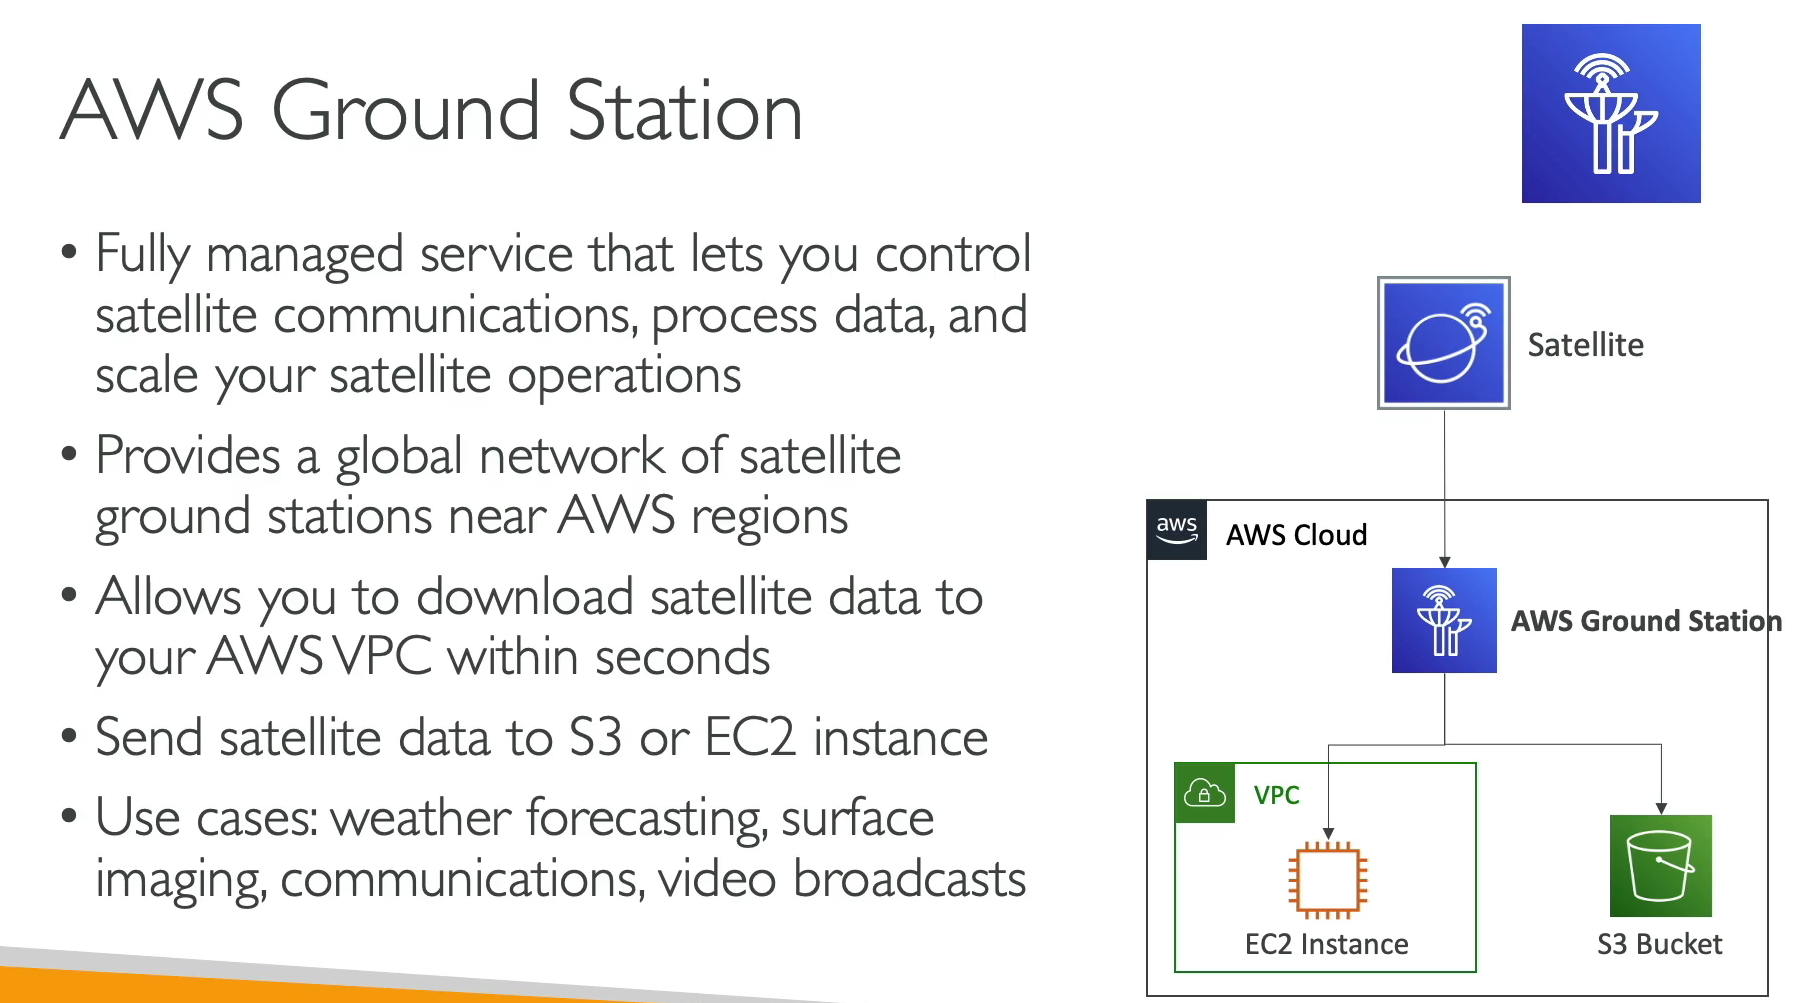 AWS Ground Station
• Fully managed service that lets you control
satellite communications, process data, and
scale your satellite operations
• Provides a global network of satellite
ground stations near AWS regions
• Allows you to download satellite data to
your AWS VPC within seconds
• Send satellite data to S3 or EC2 instance
• Use cases: weather forecasting, surface
imaging, communications, video broadcasts
Satellite
aws
AWS Cloud
AWS Ground Station
VPC
EC2 Instance
S3 Bucket